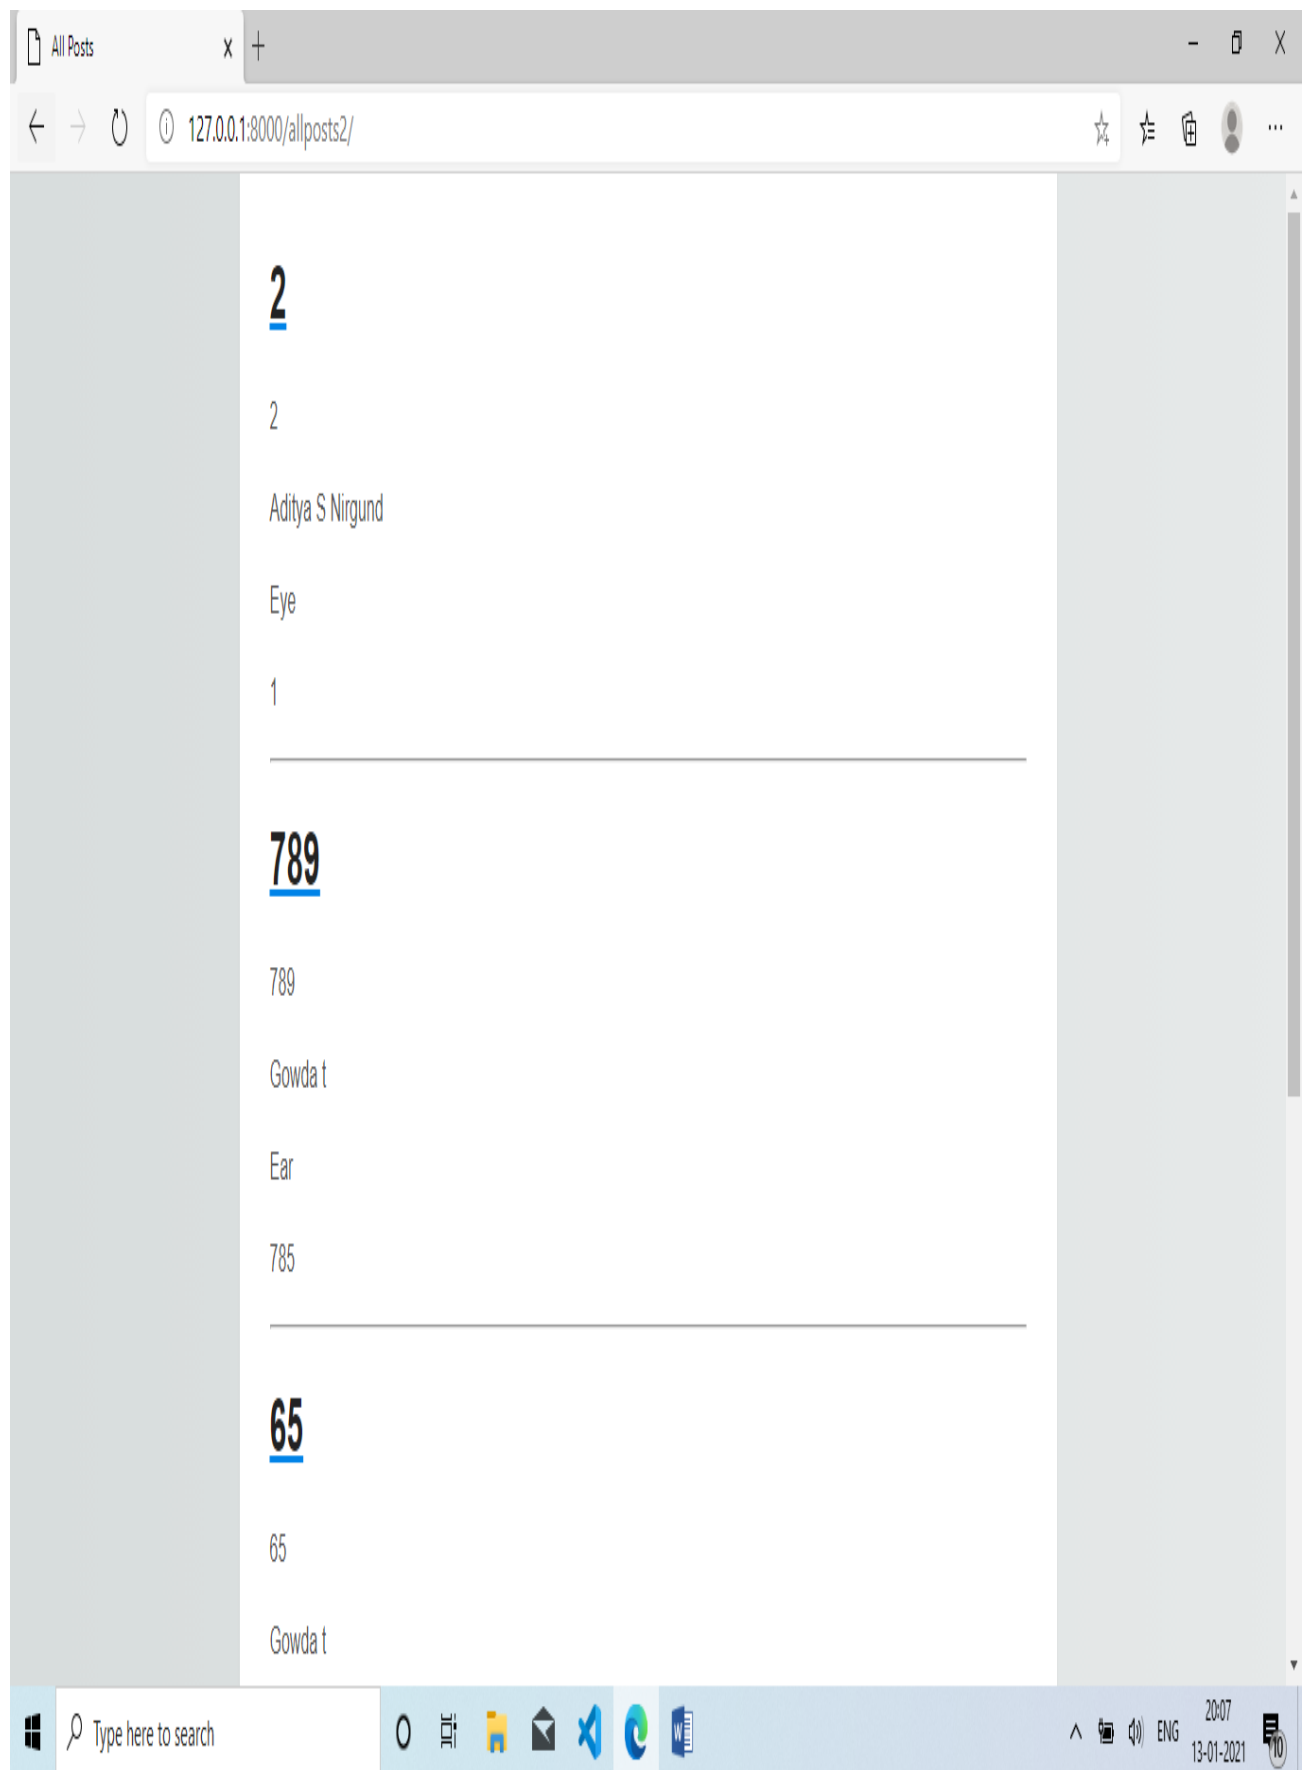 All Posts
127.0.0.1:8000/allposts2/
2
2
Aditya S Nirgund
Eye
1
789
789
Gowda t
Ear
785
65
65
Gowda t
Type here to search
W
ENG
20:07
13-01-2021
10